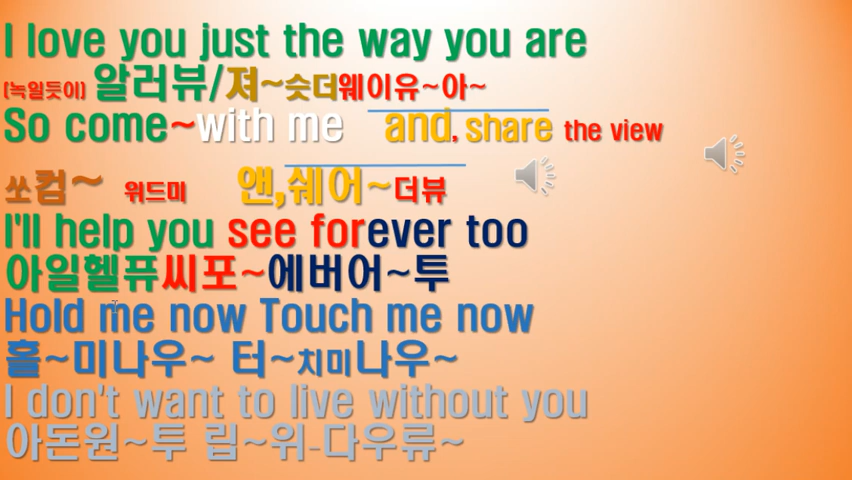 I love you just the way you are
(녹일듯이) 알러뷰/져~슛더웨이유~아~
So come~with me and, share the view
쏘컴~ 위드미 앤,쉐어~더뷰
I'll help you see forever too
아일헬퓨씨포~에버어~투
Hold me now Touch me now
홀~미나우~ 터~치미나우~
I don't want to live without you
아돈원~투 립~위-다우류~